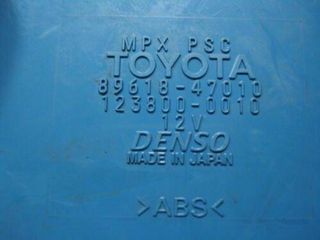 MPX PSC
TOYOTA
89618-47010
123800-0010
12V
DENSO
MADE IN JAPAN
>ABS<